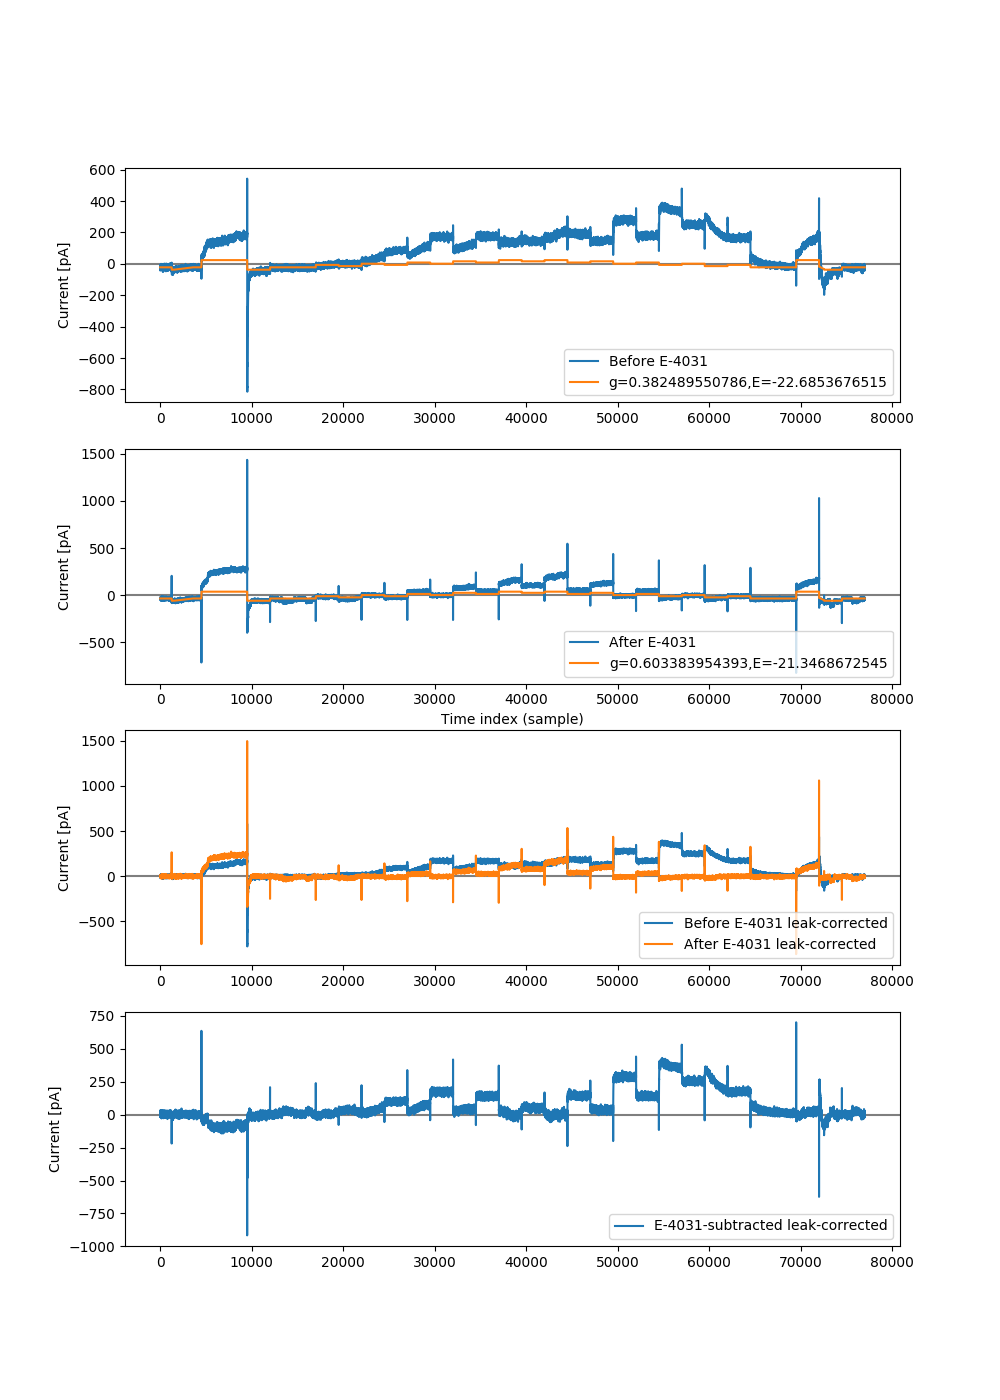 600
400
200
0
−200
−400
−600
−800
Current [pA]
Before E-4031
g=0.382489550786,E=-22.6853676515
0 10000 20000 30000 40000 50000 60000 70000 80000
1500
1000
500
0
−500
Current [pA]
After E-4031
g=0.603383954393,E=-21.3468672545
0 10000 20000 30000 40000 50000 60000 70000 80000
Time index (sample)
1500
1000
500
0
−500
Current [pA]
Before E-4031 leak-corrected
After E-4031 leak-corrected
0 10000 20000 30000 40000 50000 60000 70000 80000
750
500
250
0
−250
−500
−750
−1000
Current [pA]
E-4031-subtracted leak-corrected
0 10000 20000 30000 40000 50000 60000 70000 80000